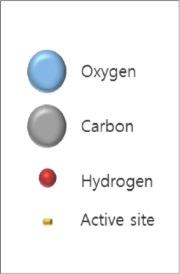 Oxygen
Carbon
Hydrogen
Active site